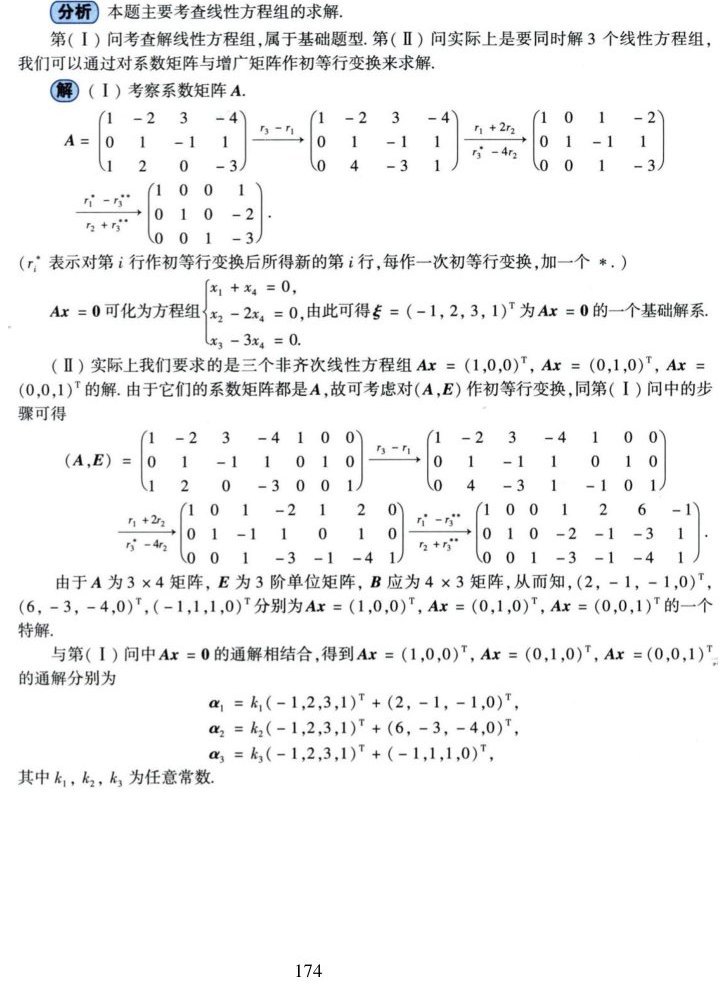 分析 本题主要考查线性方程组的求解.
第(Ⅰ)问考查解线性方程组,属于基础题型. 第(Ⅱ)问实际上是要同时解 3 个线性方程组,
我们可以通过对系数矩阵与增广矩阵作初等行变换来求解.
解 (Ⅰ)考察系数矩阵 A.
A = (1 -2 3 -4; 0 1 -1 1; 1 2 0 -3) r₃ - r₁ → (1 -2 3 -4; 0 1 -1 1; 0 4 -3 1) r₁ + 2r₂, r₃* - 4r₂ → (1 0 1 -2; 0 1 -1 1; 0 0 1 -3)
r₁* - r₃**, r₂ + r₃** → (1 0 0 1; 0 1 0 -2; 0 0 1 -3).
(rᵢ* 表示对第 i 行作初等行变换后所得新的第 i 行,每作一次初等行变换,加一个 *.)
Ax = 0 可化为方程组 { x₁ + x₄ = 0, x₂ - 2x₄ = 0, x₃ - 3x₄ = 0. 由此可得 ξ = (-1, 2, 3, 1)ᵀ 为 Ax = 0 的一个基础解系.
(Ⅱ)实际上我们要求的是三个非齐次线性方程组 Ax = (1,0,0)ᵀ, Ax = (0,1,0)ᵀ, Ax =
(0,0,1)ᵀ 的解. 由于它们的系数矩阵都是 A,故可考虑对(A,E) 作初等行变换,同第(Ⅰ)问中的步
骤可得
(A,E) = (1 -2 3 -4 1 0 0; 0 1 -1 1 0 1 0; 1 2 0 -3 0 0 1) r₃ - r₁ → (1 -2 3 -4 1 0 0; 0 1 -1 1 0 1 0; 0 4 -3 1 -1 0 1)
r₁ + 2r₂, r₃* - 4r₂ → (1 0 1 -2 1 2 0; 0 1 -1 1 0 1 0; 0 0 1 -3 -1 -4 1) r₁* - r₃**, r₂ + r₃** → (1 0 0 1 2 6 -1; 0 1 0 -2 -1 -3 1; 0 0 1 -3 -1 -4 1).
由于 A 为 3 × 4 矩阵, E 为 3 阶单位矩阵, B 应为 4 × 3 矩阵,从而知,(2, -1, -1,0)ᵀ,
(6, -3, -4,0)ᵀ,(-1,1,1,0)ᵀ 分别为 Ax = (1,0,0)ᵀ, Ax = (0,1,0)ᵀ, Ax = (0,0,1)ᵀ 的一个
特解.
与第(Ⅰ)问中 Ax = 0 的通解相结合,得到 Ax = (1,0,0)ᵀ, Ax = (0,1,0)ᵀ, Ax = (0,0,1)ᵀ
的通解分别为
α₁ = k₁(-1,2,3,1)ᵀ + (2, -1, -1,0)ᵀ,
α₂ = k₂(-1,2,3,1)ᵀ + (6, -3, -4,0)ᵀ,
α₃ = k₃(-1,2,3,1)ᵀ + (-1,1,1,0)ᵀ,
其中 k₁, k₂, k₃ 为任意常数.
174